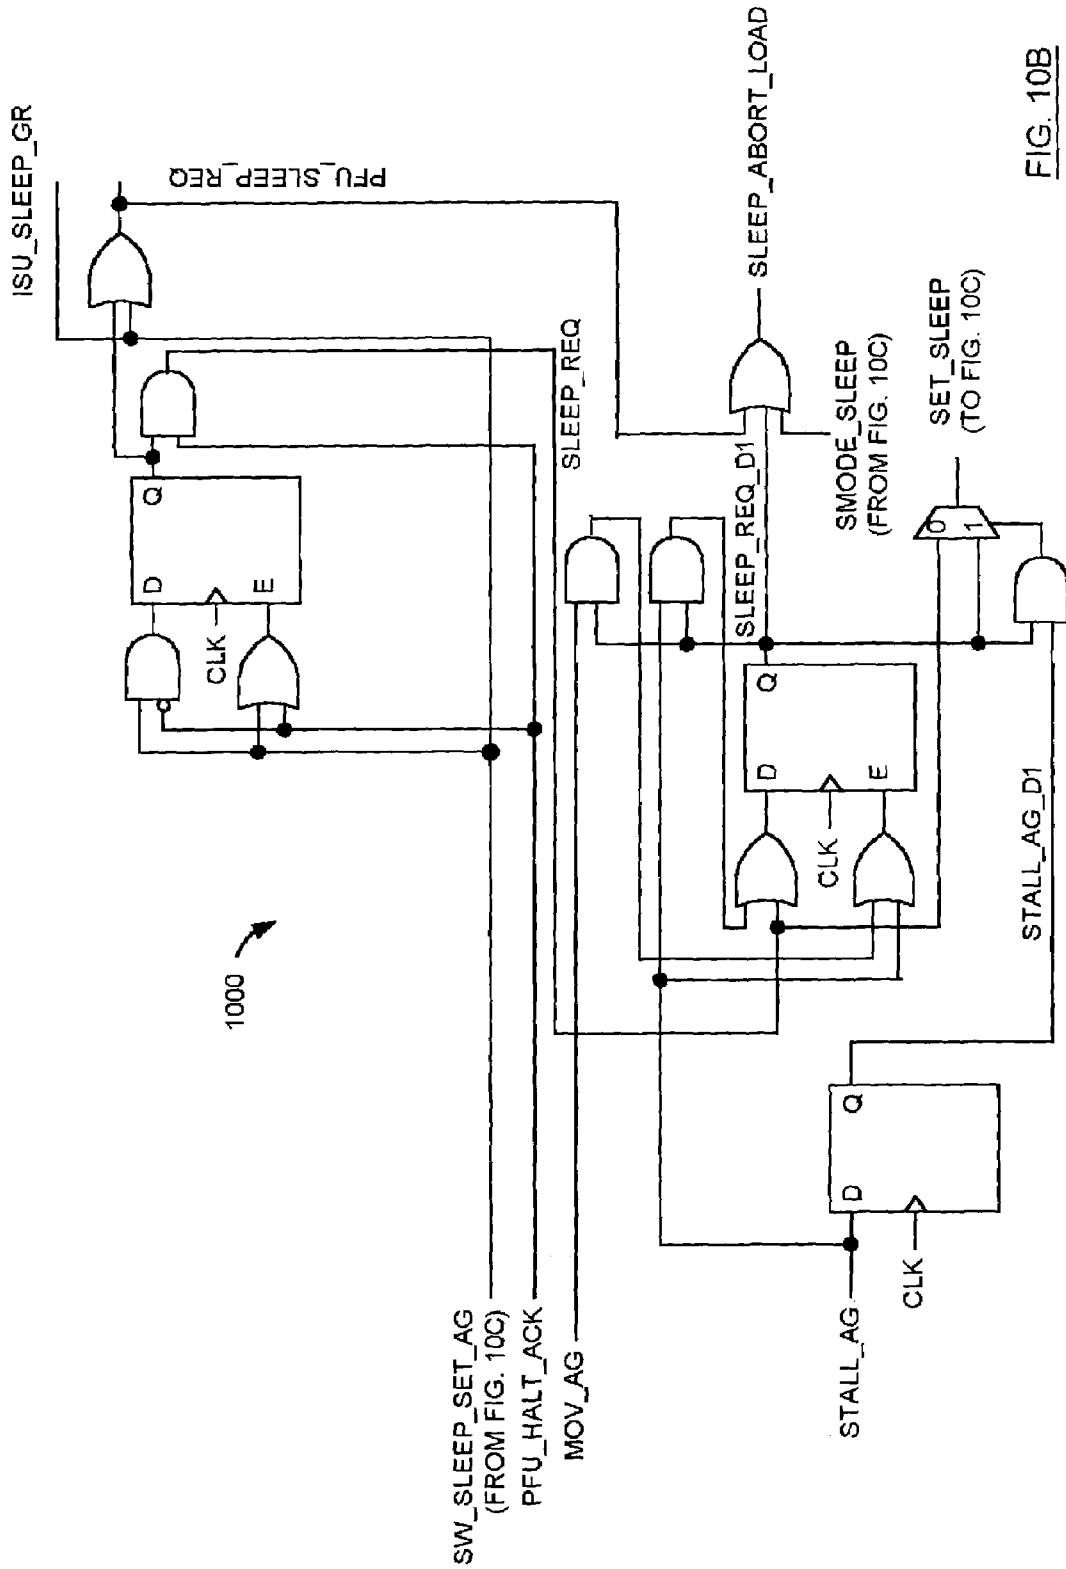 ISU_SLEEP_GR
PFU_SLEEP_REQ
D
Q
CLK
E
SLEEP_REQ
1000
SW_SLEEP_SET_AG
(FROM FIG. 10C)
PFU_HALT_ACK
MOV_AG
SLEEP_REQ_D1
SLEEP_ABORT_LOAD
SMODE_SLEEP
(FROM FIG. 10C)
D
Q
CLK
E
0
1
SET_SLEEP
(TO FIG. 10C)
STALL_AG_D1
D
Q
STALL_AG
CLK
FIG. 10B